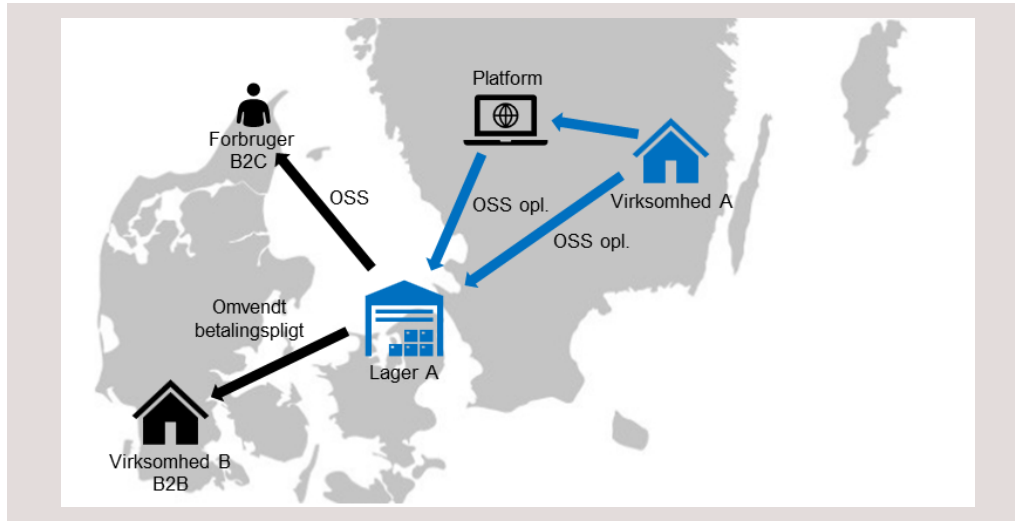 Platform
Forbruger
B2C
Virksomhed A
OSS
OSS opl.
OSS opl.
Omvendt
betalingspligt
Lager A
Virksomhed B
B2B